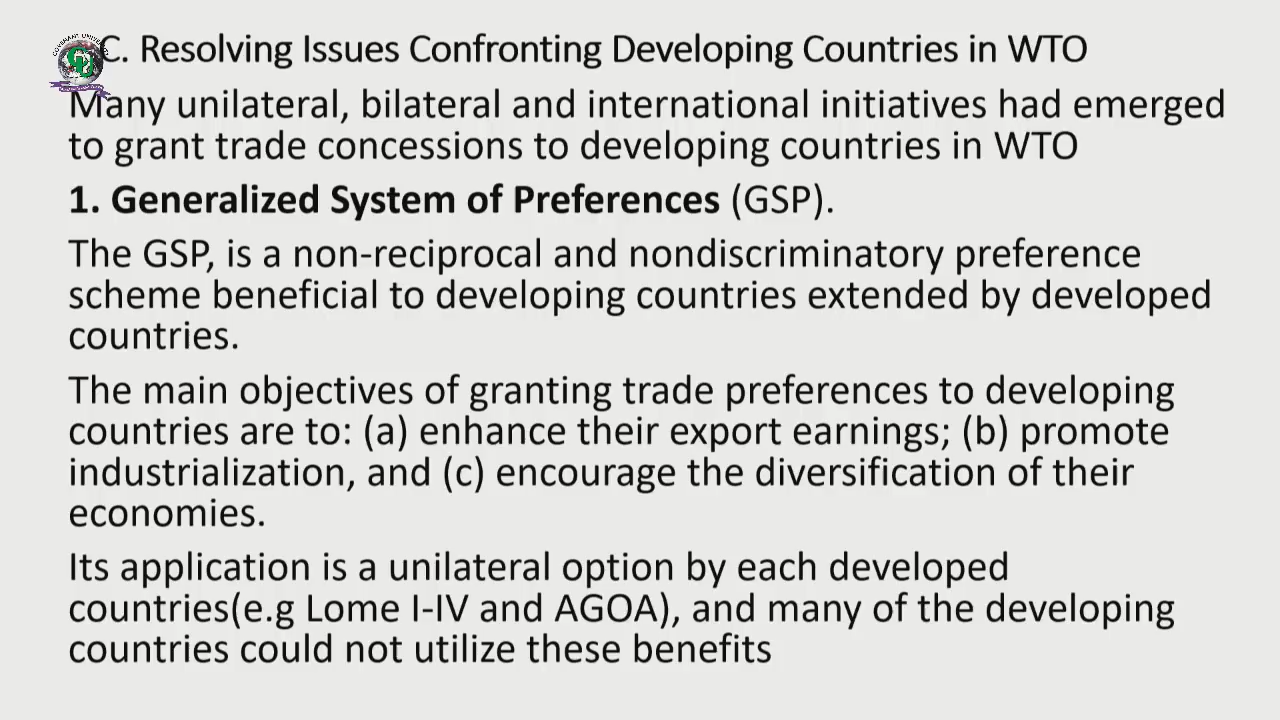 COVENANT UNIVERSITY
C. Resolving Issues Confronting Developing Countries in WTO
Many unilateral, bilateral and international initiatives had emerged
to grant trade concessions to developing countries in WTO
1. Generalized System of Preferences (GSP).
The GSP, is a non-reciprocal and nondiscriminatory preference
scheme beneficial to developing countries extended by developed
countries.
The main objectives of granting trade preferences to developing
countries are to: (a) enhance their export earnings; (b) promote
industrialization, and (c) encourage the diversification of their
economies.
Its application is a unilateral option by each developed
countries(e.g Lome I-IV and AGOA), and many of the developing
countries could not utilize these benefits